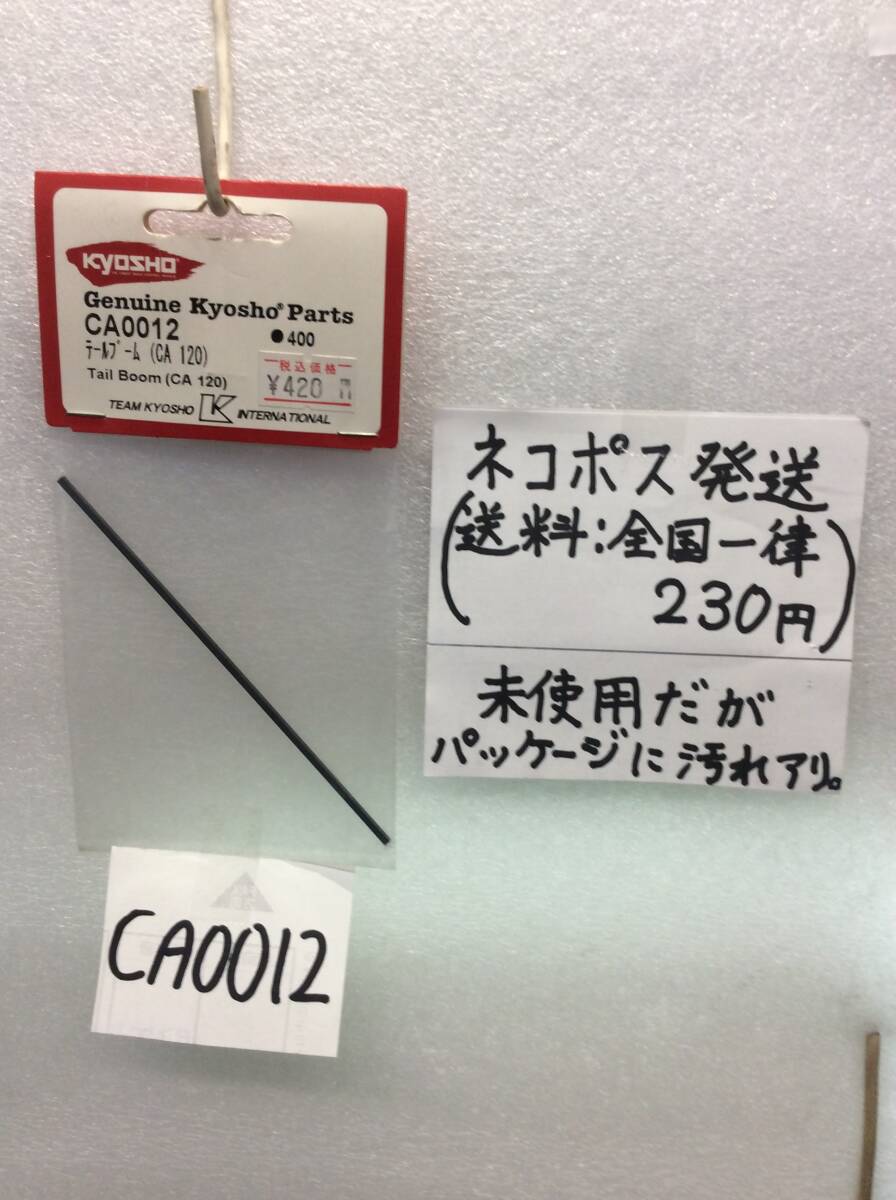 KYOSHO
Genuine Kyosho® Parts
CA0012
●400
ﾃｰﾙﾌﾞｰﾑ (CA 120)
Tail Boom (CA 120)
税込価格
¥420 円
TEAM KYOSHO K INTERNATIONAL
ネコポス発送
(送料:全国一律
230円)
未使用だが
パッケージに汚れアリ。
CA0012